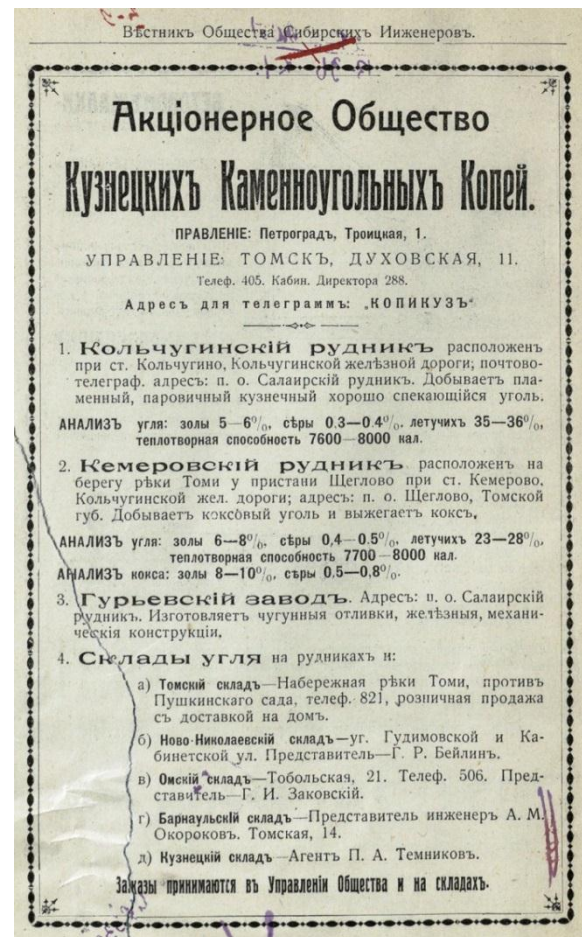 Вѣстникъ Общества Сибирскихъ Инженеровъ.
Акціонерное Общество
Кузнецкихъ Каменноугольныхъ Копей.
ПРАВЛЕНІЕ: Петроградъ, Троицкая, 1.
УПРАВЛЕНІЕ: ТОМСКЪ, ДУХОВСКАЯ, 11.
Телеф. 405. Кабин. Директора 288.
Адресъ для телеграммъ: „КОПИКУЗЪ“
1. Кольчугинскій рудникъ расположенъ
при ст. Кольчугино, Кольчугинской желѣзной дороги; почтово-
телеграф. адресъ: п. о. Салаирскій рудникъ. Добываетъ пла-
менный, паровичный кузнечный хорошо спекающійся уголь.
АНАЛИЗЪ угля: золы 5—6%, сѣры 0.3—0.4%, летучихъ 35—36%,
теплотворная способность 7600—8000 кал.
2. Кемеровскій рудникъ расположенъ на
берегу рѣки Томи у пристани Щеглово при ст. Кемерово,
Кольчугинской жел. дороги; адресъ: п. о. Щеглово, Томской
губ. Добываетъ коксовый уголь и выжегаетъ коксъ.
АНАЛИЗЪ угля: золы 6—8%, сѣры 0,4—0.5%, летучихъ 23—28%,
теплотворная способность 7700—8000 кал.
АНАЛИЗЪ кокса: золы 8—10%, сѣры 0,5—0,8%.
3. Гурьевскій заводъ. Адресъ: п. о. Салаирскій
рудникъ. Изготовляетъ чугунныя отливки, желѣзныя, механи-
ческія конструкціи.
4. Склады угля на рудникахъ и:
а) Томскій складъ—Набережная рѣки Томи, противъ
Пушкинскаго сада, телеф. 821, розничная продажа
съ доставкой на домъ.
б) Ново-Николаевскій складъ—уг. Гудимовской и Ка-
бинетской ул. Представитель—Г. Р. Бейлинъ.
в) Омскій складъ—Тобольская, 21. Телеф. 506. Пред-
ставитель—Г. И. Заковскій.
г) Барнаульскій складъ—Представитель инженеръ А. М.
Окороковъ. Томская, 14.
д) Кузнецкій складъ—Агентъ П. А. Темниковъ.
Заказы принимаются въ Управленіи Общества и на складахъ.